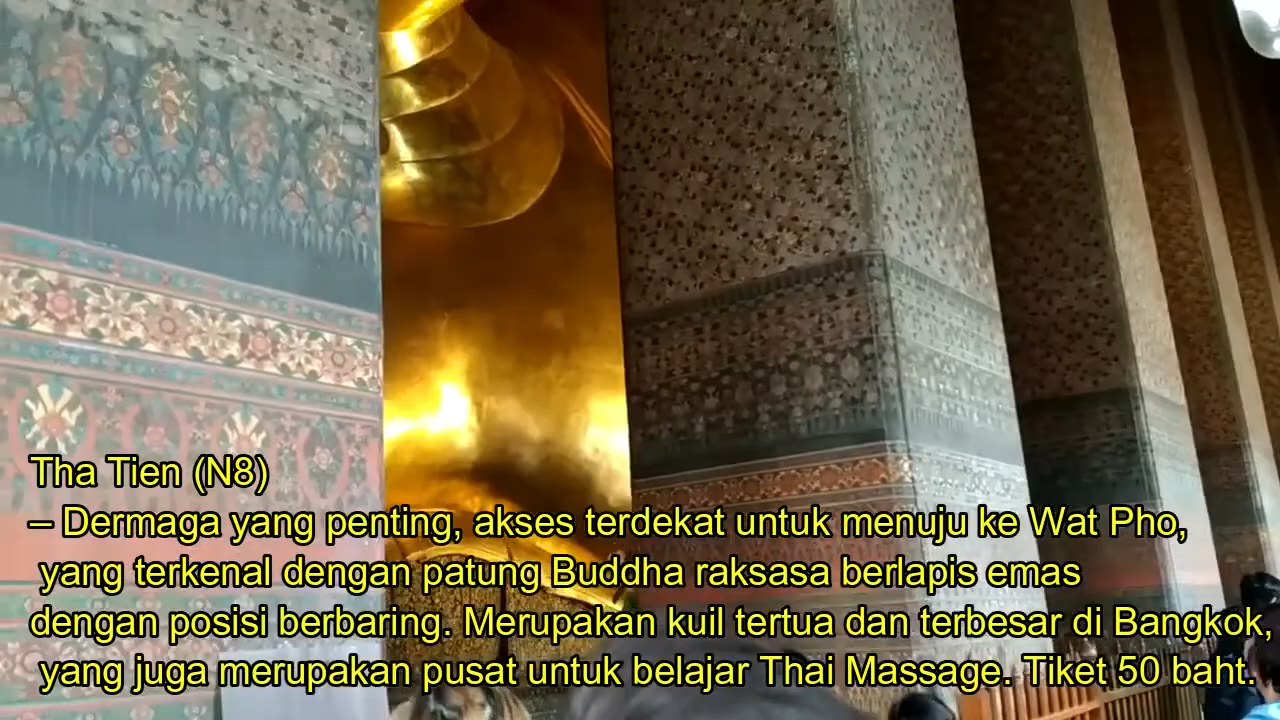 Tha Tien (N8)
– Dermaga yang penting, akses terdekat untuk menuju ke Wat Pho,
yang terkenal dengan patung Buddha raksasa berlapis emas
dengan posisi berbaring. Merupakan kuil tertua dan terbesar di Bangkok,
yang juga merupakan pusat untuk belajar Thai Massage. Tiket 50 baht.